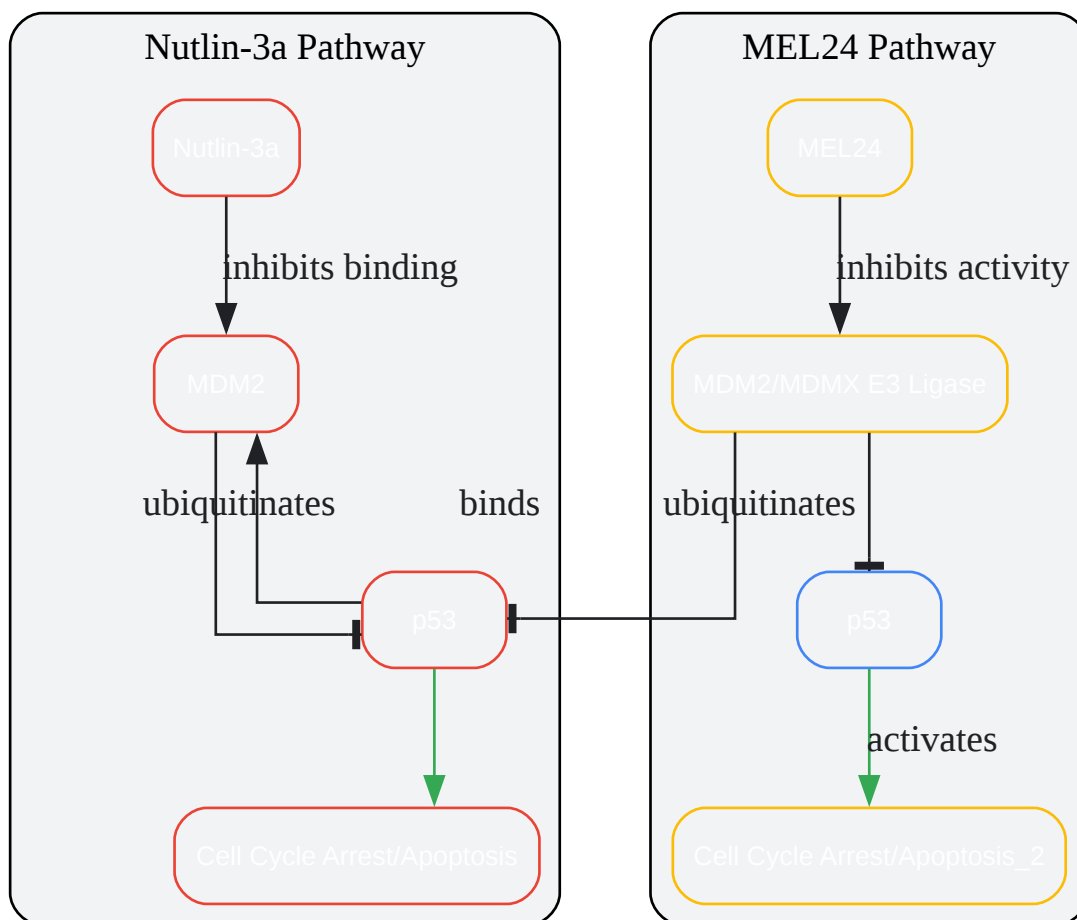 Nutlin-3a Pathway
MEL24 Pathway
Nutlin-3a
MEL24
inhibits binding
inhibits activity
MDM2
MDM2/MDMX E3 Ligase
ubiquitinates
binds
ubiquitinates
p53
p53
activates
Cell Cycle Arrest/Apoptosis
Cell Cycle Arrest/Apoptosis_2